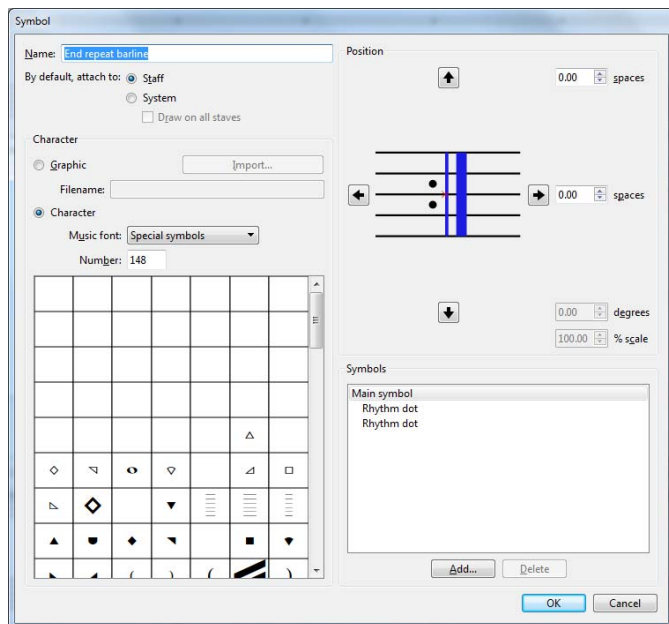 Symbol
Name: End repeat barline
By default, attach to: Staff
System
Draw on all staves
Character
Graphic
Import...
Filename:
Character
Music font: Special symbols
Number: 148
Position
0.00 spaces
0.00 spaces
0.00 degrees
100.00 % scale
Symbols
Main symbol
Rhythm dot
Rhythm dot
Add...
Delete
OK
Cancel